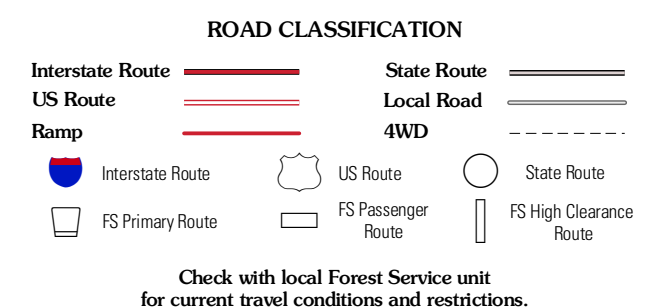 ROAD CLASSIFICATION
Interstate Route
State Route
US Route
Local Road
Ramp
4WD
Interstate Route
US Route
State Route
FS Primary Route
FS Passenger
Route
FS High Clearance
Route
Check with local Forest Service unit
for current travel conditions and restrictions.